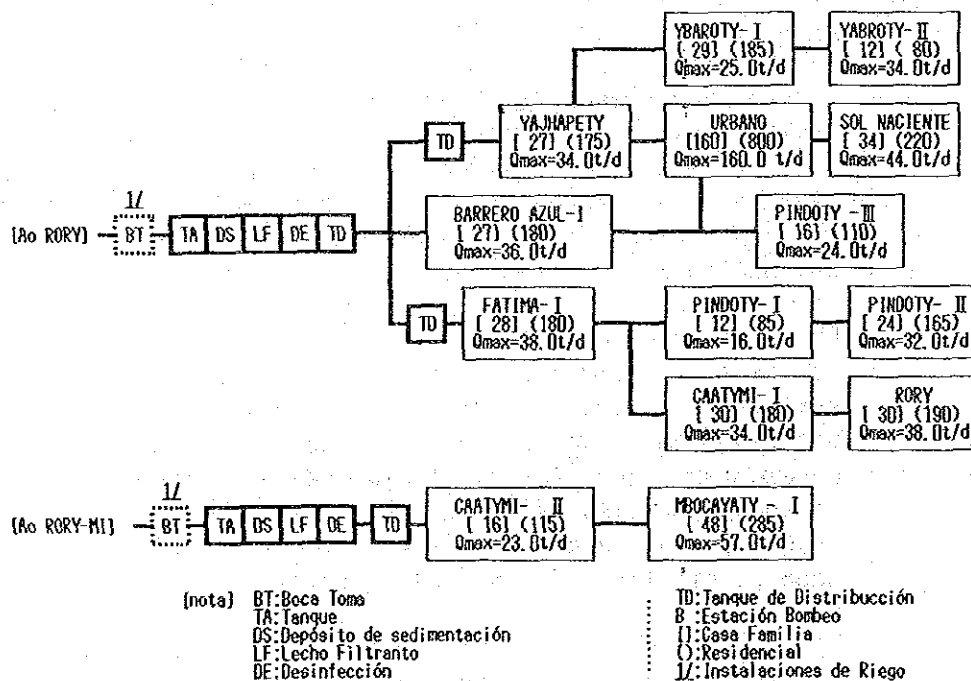 YBAROTY- I
[ 29] (185)
Qmax=25. 0t/d
YABROTY- II
[ 12] ( 80)
Qmax=34. 0t/d
TD
YAJHAPETY
[ 27] (175)
Qmax=34. 0t/d
URBANO
[160] (800)
Qmax=160. 0 t/d
SOL NACIENTE
[ 34] (220)
Qmax=44. 0t/d
1/
[Ao RORY]
BT
TA
DS
LF
DE
TD
BARRERO AZUL-I
[ 27] (180)
Qmax=36. 0t/d
PINDOTY -III
[ 16] (110)
Qmax=24. 0t/d
TD
FATIMA- I
[ 28] (180)
Qmax=38. 0t/d
PINDOTY- I
[ 12] (85)
Qmax=16. 0t/d
PINDOTY- II
[ 24] (165)
Qmax=32. 0t/d
CAATYMI- I
[ 30] (180)
Qmax=34. 0t/d
RORY
[ 30] (190)
Qmax=38. 0t/d
1/
[Ao RORY-MI]
BT
TA
DS
LF
DE
TD
CAATYMI- II
[ 16] (115)
Qmax=23. 0t/d
MBOCAYATY - I
[ 48] (285)
Qmax=57. 0t/d
[nota] BT:Boca Toma
TA:Tanque
DS:Depósito de sedimentación
LF:Lecho Filtranto
DE:Desinfección
TD:Tanque de Distribucción
B :Estación Bombeo
[]:Casa Familia
():Residencial
1/:Instalaciones de Riego